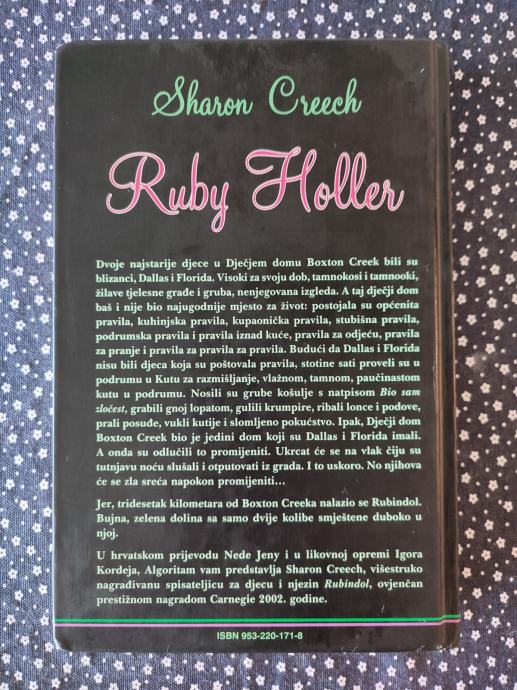 Sharon Creech
Ruby Holler
Dvoje najstarije djece u Dječjem domu Boxton Creek bili su
blizanci, Dallas i Florida. Visoki za svoju dob, tamnokosi i tamnooki,
žilave tjelesne građe i gruba, nenjegovana izgleda. A taj dječji dom
baš i nije bio najugodnije mjesto za život: postojala su općenita
pravila, kuhinjska pravila, kupaonička pravila, stubišna pravila,
podrumska pravila i pravila iznad kuće, pravila za odjeću, pravila
za pranje i pravila za pravila za pravila. Budući da Dallas i Florida
nisu bili djeca koja su poštovala pravila, stotine sati proveli su u
podrumu u Kutu za razmišljanje, vlažnom, tamnom, paučinastom
kutu u podrumu. Nosili su grube košulje s natpisom Bio sam
zločest, grabili gnoj lopatom, gulili krumpire, ribali lonce i podove,
prali posuđe, vukli kutije i slomljeno pokućstvo. Ipak, Dječji dom
Boxton Creek bio je jedini dom koji su Dallas i Florida imali.
A onda su odlučili to promijeniti. Ukrcat će se na vlak čiju su
tutnjavu noću slušali i otputovati iz grada. I to uskoro. No njihova
će se zla sreća napokon promijeniti...
Jer, tridesetak kilometara od Boxton Creeka nalazio se Rubindol.
Bujna, zelena dolina sa samo dvije kolibe smještene duboko u
njoj.
U hrvatskom prijevodu Nede Jeny i u likovnoj opremi Igora
Kordeja, Algoritam vam predstavlja Sharon Creech, višestruko
nagrađivanu spisateljicu za djecu i njezin Rubindol, ovjenčan
prestižnom nagradom Carnegie 2002. godine.
ISBN 953-220-171-8